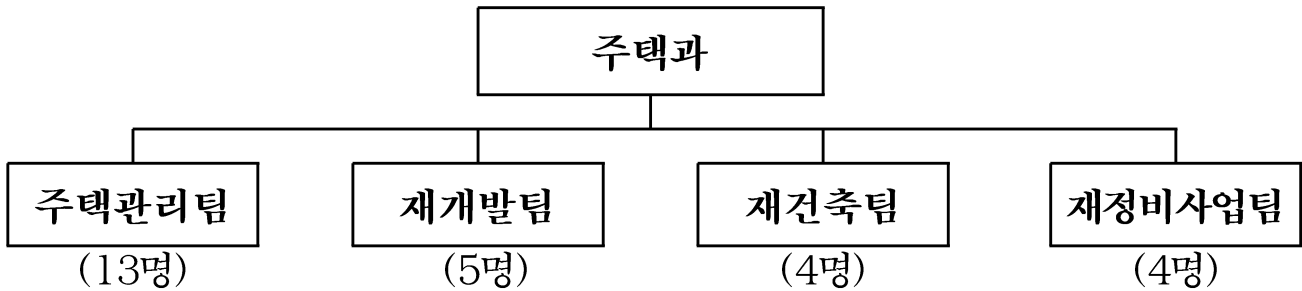 주택과
주택관리팀 재개발팀 재건축팀 재정비사업팀
(13명) (5명) (4명) (4명)